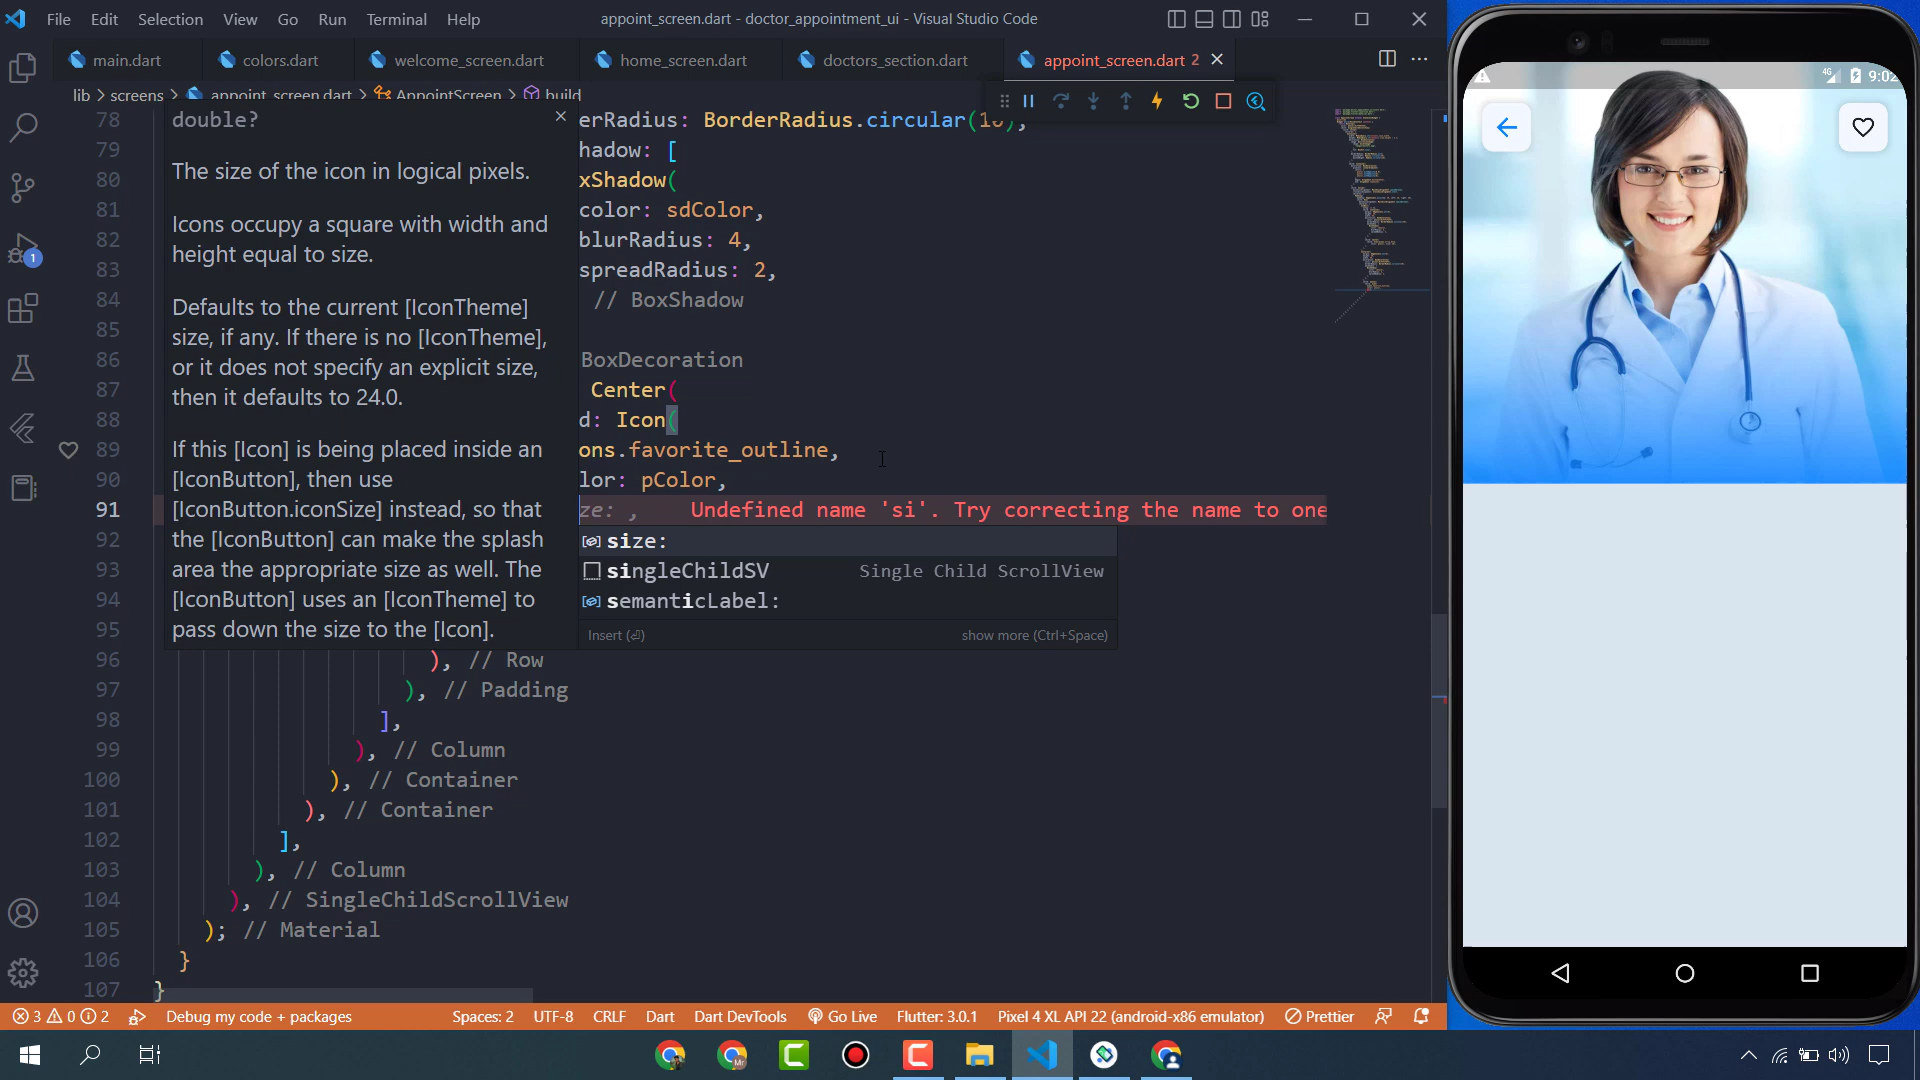 File Edit Selection View Go Run Terminal Help
appoint_screen.dart - doctor_appointment_ui - Visual Studio Code
main.dart
colors.dart
welcome_screen.dart
home_screen.dart
doctors_section.dart
appoint_screen.dart 2
lib > screens > appoint_screen.dart > AppointScreen > build
double?
The size of the icon in logical pixels.
Icons occupy a square with width and
height equal to size.
Defaults to the current [IconTheme]
size, if any. If there is no [IconTheme],
or it does not specify an explicit size,
then it defaults to 24.0.
If this [Icon] is being placed inside an
[IconButton], then use
[IconButton.iconSize] instead, so that
the [IconButton] can make the splash
area the appropriate size as well. The
[IconButton] uses an [IconTheme] to
pass down the size to the [Icon].
78 erRadius: BorderRadius.circular(10),
79 hadow: [
80 xShadow(
81 color: sdColor,
82 blurRadius: 4,
83 spreadRadius: 2,
84 // BoxShadow
85
86 BoxDecoration
87 Center(
88 d: Icon(
89 ons.favorite_outline,
90 lor: pColor,
91 ze: , Undefined name 'si'. Try correcting the name to one
size:
singleChildSV Single Child ScrollView
semanticLabel:
Insert (⏎) show more (Ctrl+Space)
92
93
94
95
96 ), // Row
97 ), // Padding
98 ],
99 ), // Column
100 ), // Container
101 ), // Container
102 ],
103 ), // Column
104 ), // SingleChildScrollView
105 ); // Material
106 }
107 }
1
3 0 2 Debug my code + packages Spaces: 2 UTF-8 CRLF Dart Dart DevTools Go Live Flutter: 3.0.1 Pixel 4 XL API 22 (android-x86 emulator) Prettier
4G 9:02